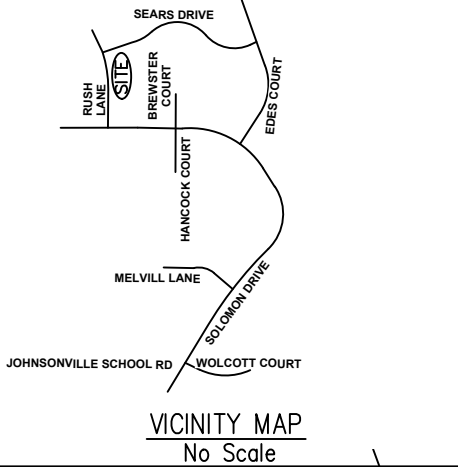 SEARS DRIVE
RUSH
LANE
SITE
BREWSTER
COURT
EDES COURT
HANCOCK COURT
MELVILL LANE
SOLOMON DRIVE
JOHNSONVILLE SCHOOL RD
WOLCOTT COURT
VICINITY MAP
No Scale